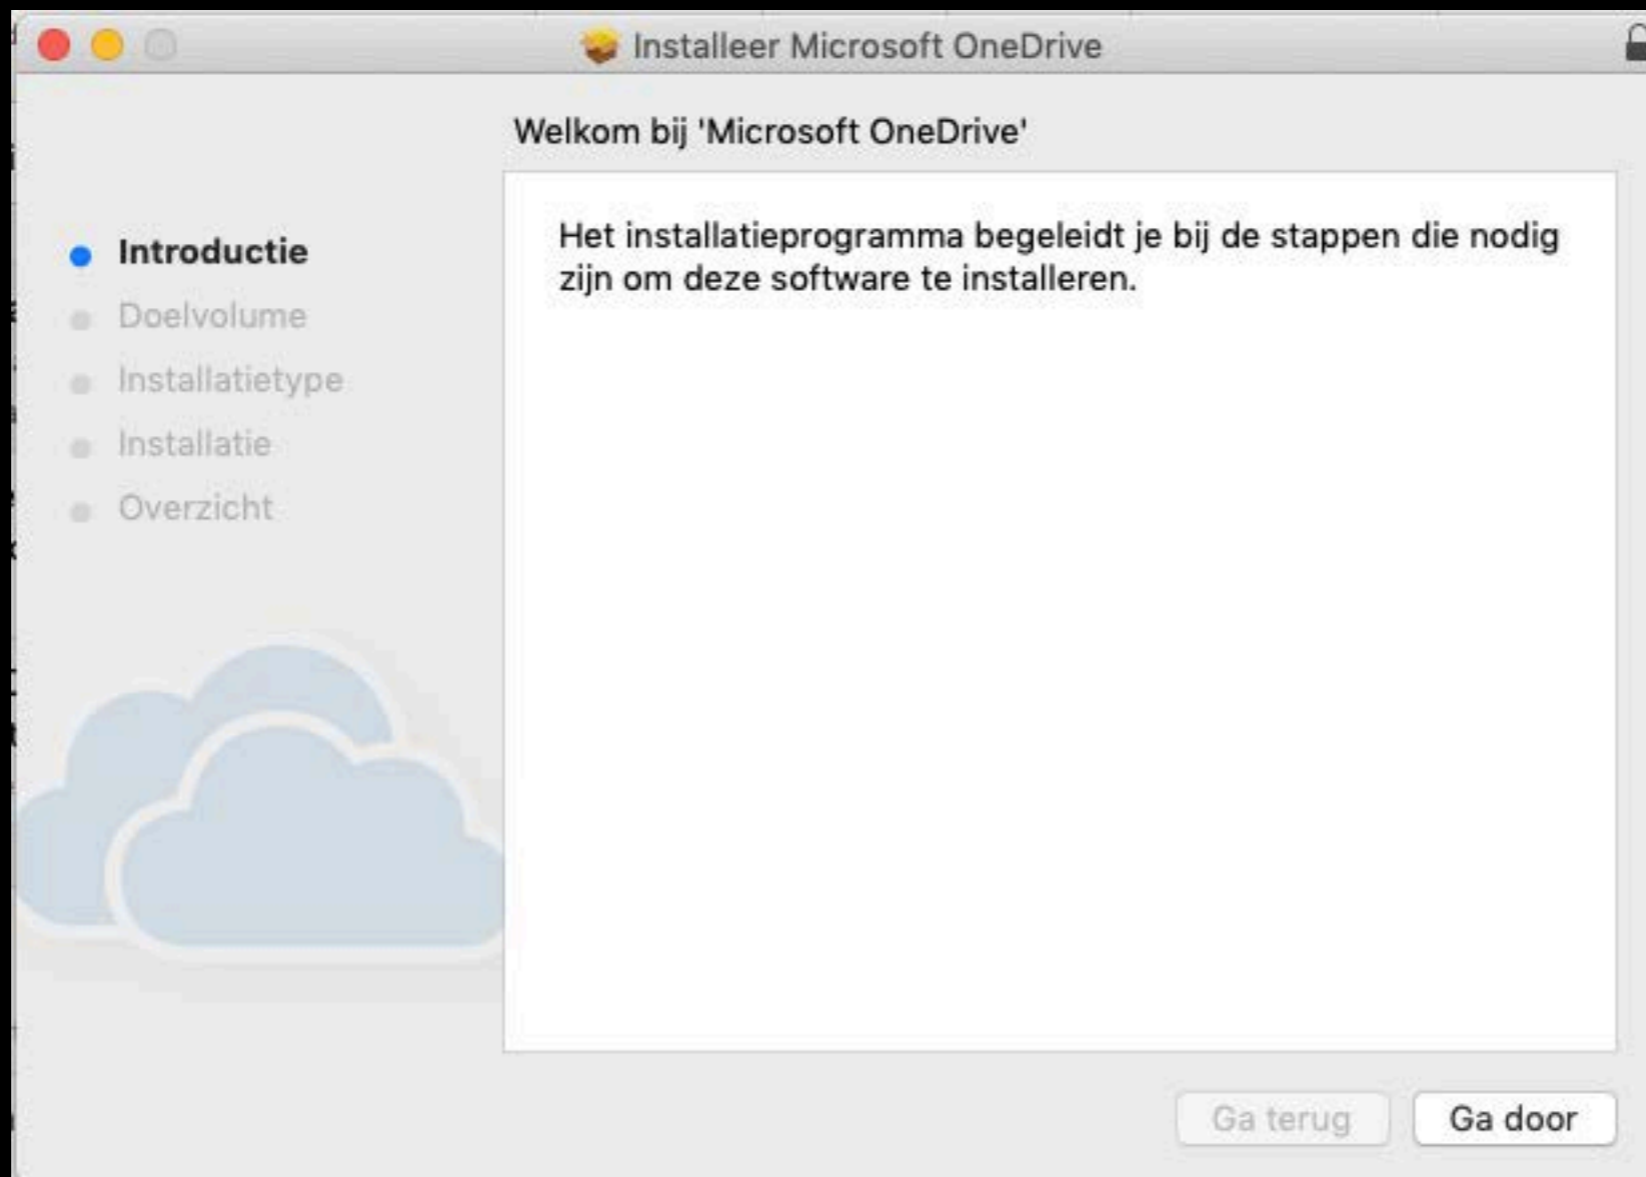 Installeer Microsoft OneDrive
Welkom bij 'Microsoft OneDrive'
Introductie
Doelvolume
Installatietype
Installatie
Overzicht
Het installatieprogramma begeleidt je bij de stappen die nodig
zijn om deze software te installeren.
Ga terug
Ga door